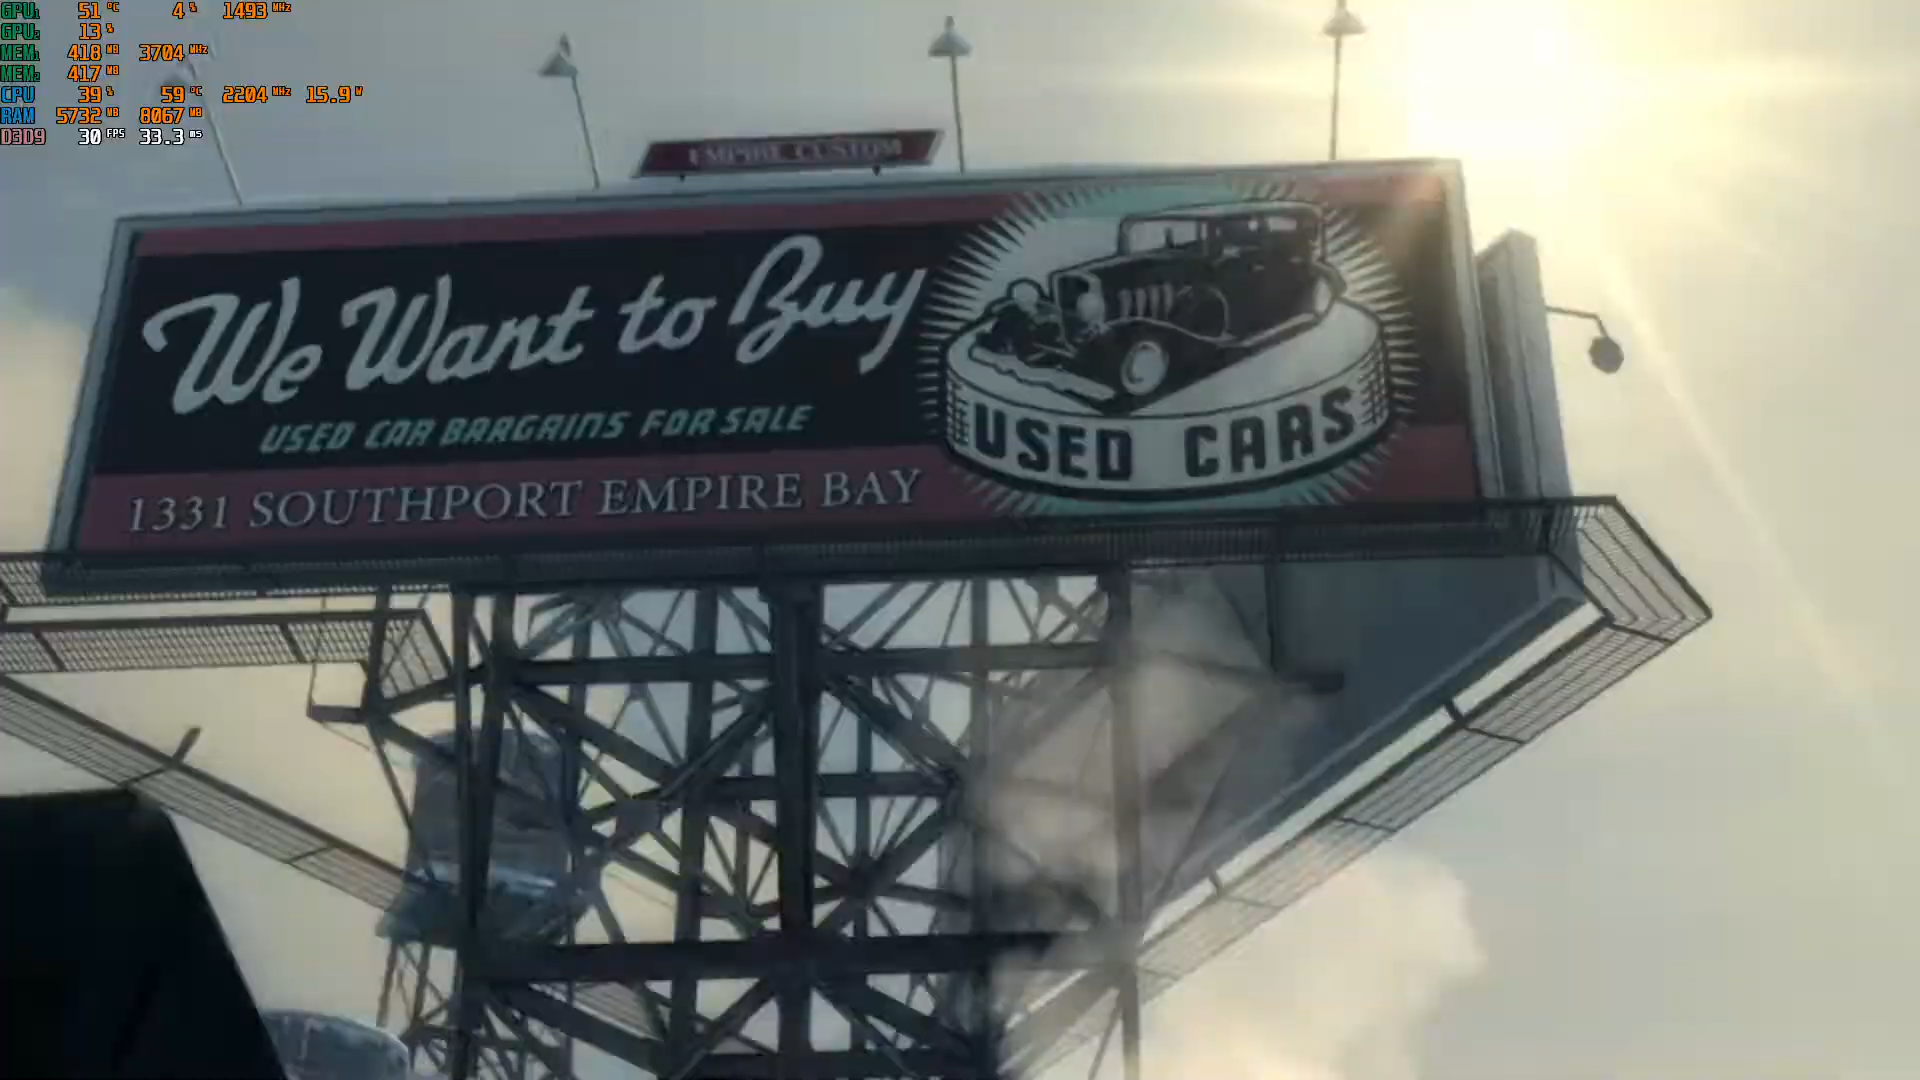 GPU₁ 51 °C 4 % 1493 MHz
GPU₂ 13 %
MEM₁ 418 MB 3704 MHz
MEM₂ 417 MB
CPU 39 % 59 °C 2204 MHz 15.9 W
RAM 5732 MB 8067 MB
D3D9 30 FPS 33.3 ms
EMPIRE CUSTOM
We Want to Buy
USED CAR BARGAINS FOR SALE
1331 SOUTHPORT EMPIRE BAY
USED CARS